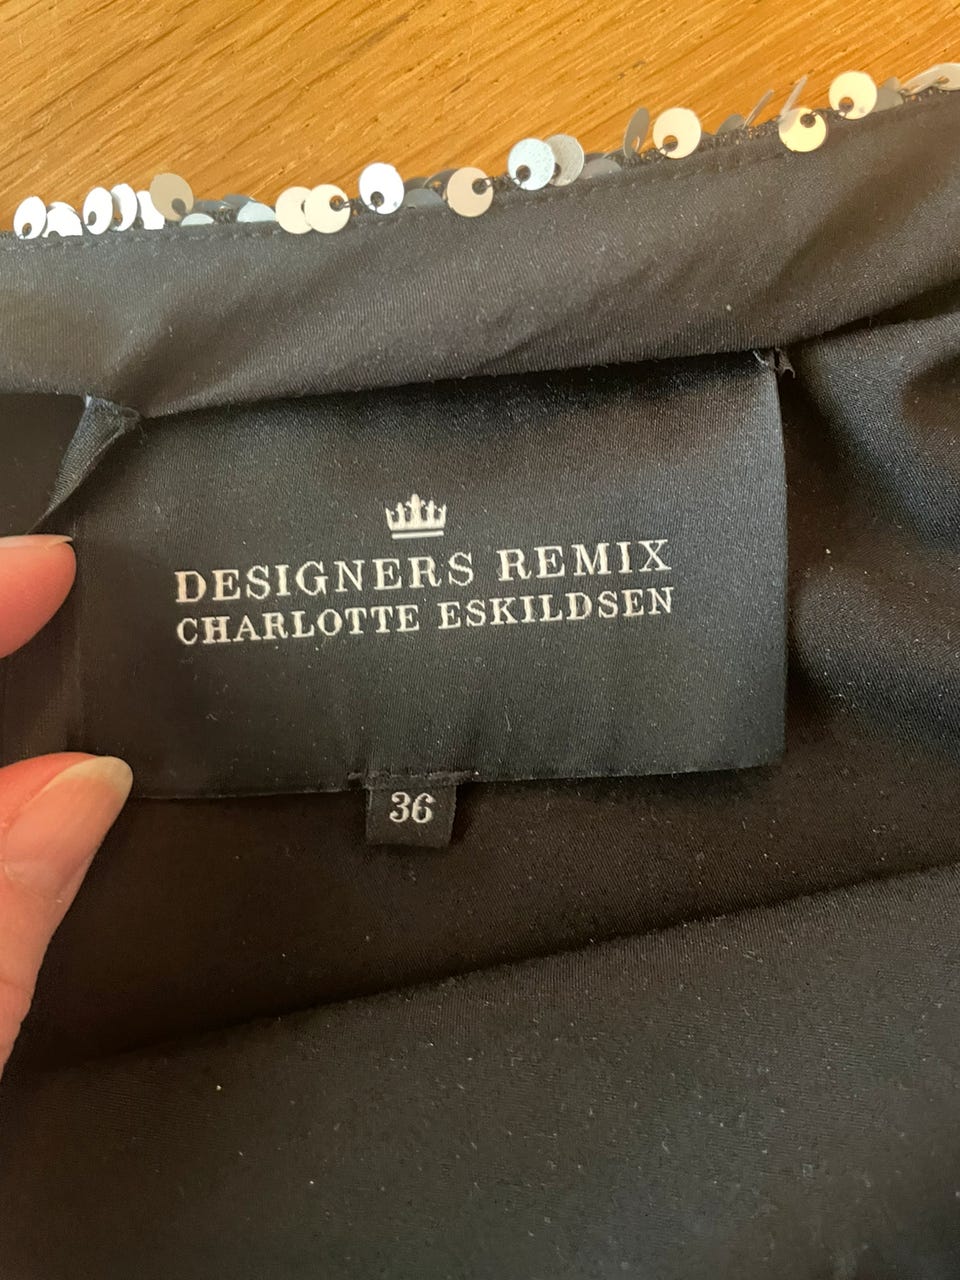 DESIGNERS REMIX
CHARLOTTE ESKILDSEN
36